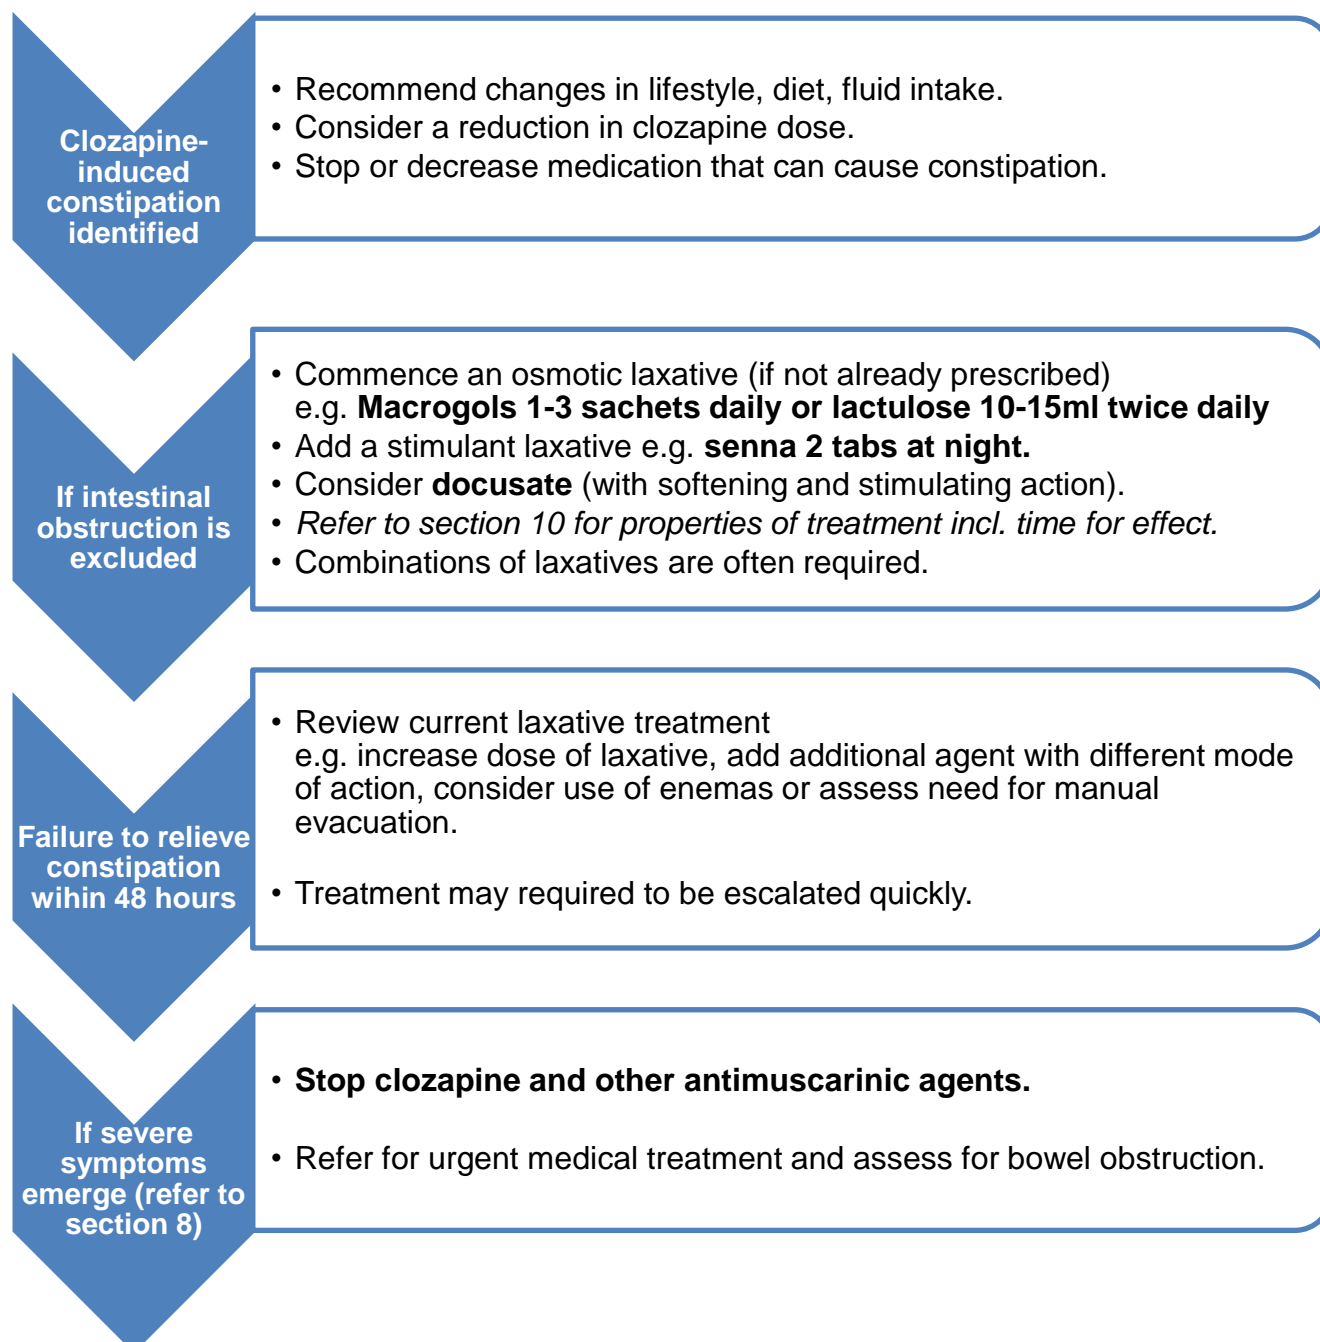 Clozapine-
induced
constipation
identified
• Recommend changes in lifestyle, diet, fluid intake.
• Consider a reduction in clozapine dose.
• Stop or decrease medication that can cause constipation.
If intestinal
obstruction is
excluded
• Commence an osmotic laxative (if not already prescribed)
e.g. Macrogols 1-3 sachets daily or lactulose 10-15ml twice daily
• Add a stimulant laxative e.g. senna 2 tabs at night.
• Consider docusate (with softening and stimulating action).
• Refer to section 10 for properties of treatment incl. time for effect.
• Combinations of laxatives are often required.
Failure to relieve
constipation
wihin 48 hours
• Review current laxative treatment
e.g. increase dose of laxative, add additional agent with different mode
of action, consider use of enemas or assess need for manual
evacuation.
• Treatment may required to be escalated quickly.
If severe
symptoms
emerge (refer to
section 8)
• Stop clozapine and other antimuscarinic agents.
• Refer for urgent medical treatment and assess for bowel obstruction.